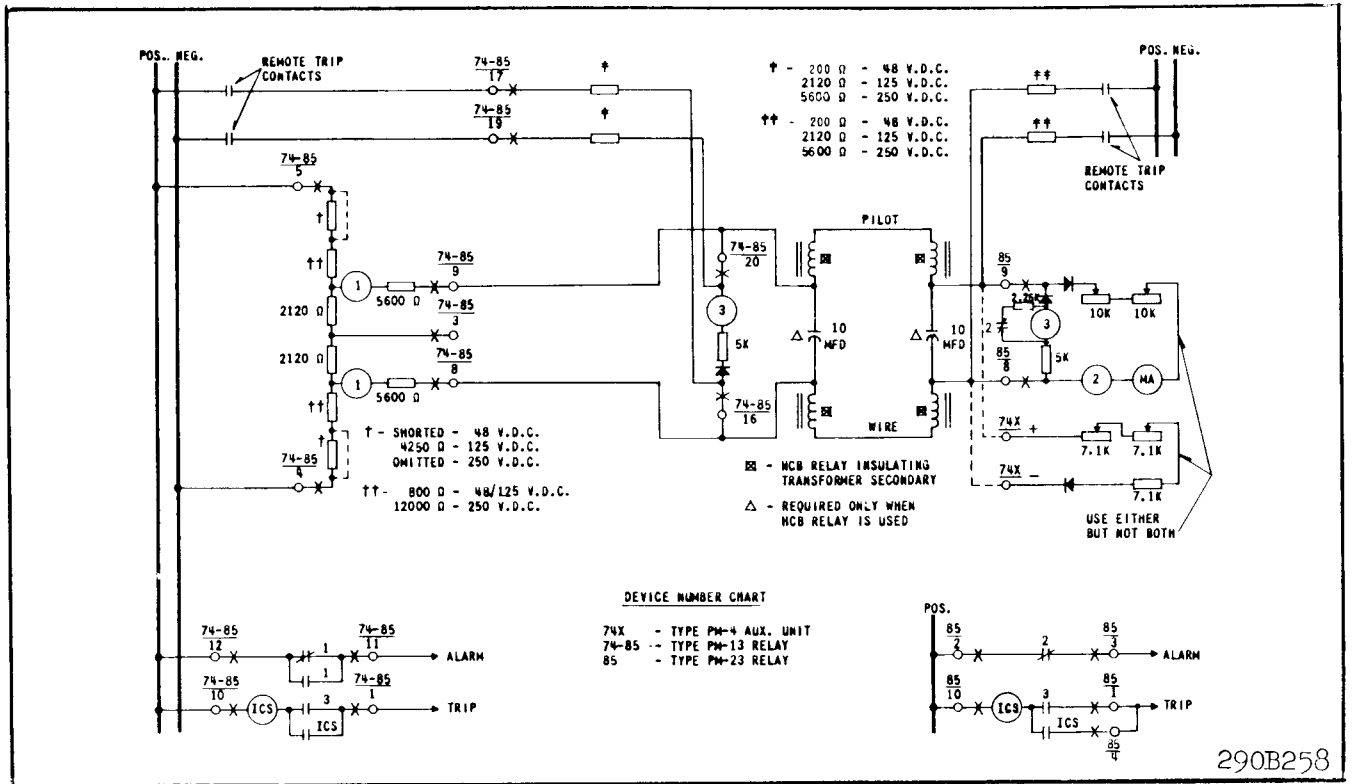 POS. NEG.
REMOTE TRIP
CONTACTS
74-85
17
*
74-85
19
*
* - 200 Ω - 48 V.D.C.
2120 Ω - 125 V.D.C.
5600 Ω - 250 V.D.C.
** - 200 Ω - 48 V.D.C.
2120 Ω - 125 V.D.C.
5600 Ω - 250 V.D.C.
POS. NEG.
**
**
REMOTE TRIP
CONTACTS
74-85
5
†
††
1
5600 Ω
74-85
9
2120 Ω
74-85
3
2120 Ω
74-85
8
1
5600 Ω
††
†
74-85
4
† - SHORTED - 48 V.D.C.
4250 Ω - 125 V.D.C.
OMITTED - 250 V.D.C.
†† - 800 Ω - 48/125 V.D.C.
12000 Ω - 250 V.D.C.
74-85
20
3
5K
74-85
16
PILOT
10
MFD
Δ
Δ
10
MFD
WIRE
⊠ - HCB RELAY INSULATING
TRANSFORMER SECONDARY
Δ - REQUIRED ONLY WHEN
HCB RELAY IS USED
85
9
2.25K
10K
10K
2
3
5K
85
8
2
MA
74X +
7.1K
7.1K
74X -
7.1K
USE EITHER
BUT NOT BOTH
DEVICE NUMBER CHART
74X - TYPE PM-4 AUX. UNIT
74-85 - TYPE PM-13 RELAY
85 - TYPE PM-23 RELAY
74-85
12
1
1
74-85
11
ALARM
74-85
10
ICS
3
ICS
74-85
1
TRIP
POS.
85
2
2
85
3
ALARM
85
10
ICS
3
ICS
85
1
85
4
TRIP
290B258